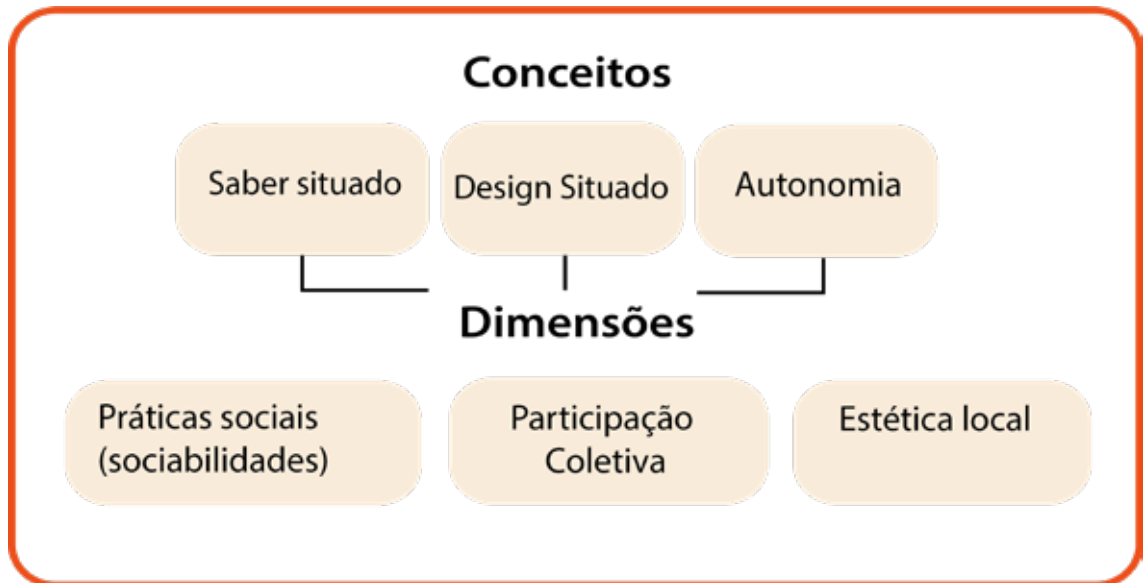 Conceitos
Saber situado
Design Situado
Autonomia
Dimensões
Práticas sociais
(sociabilidades)
Participação
Coletiva
Estética local